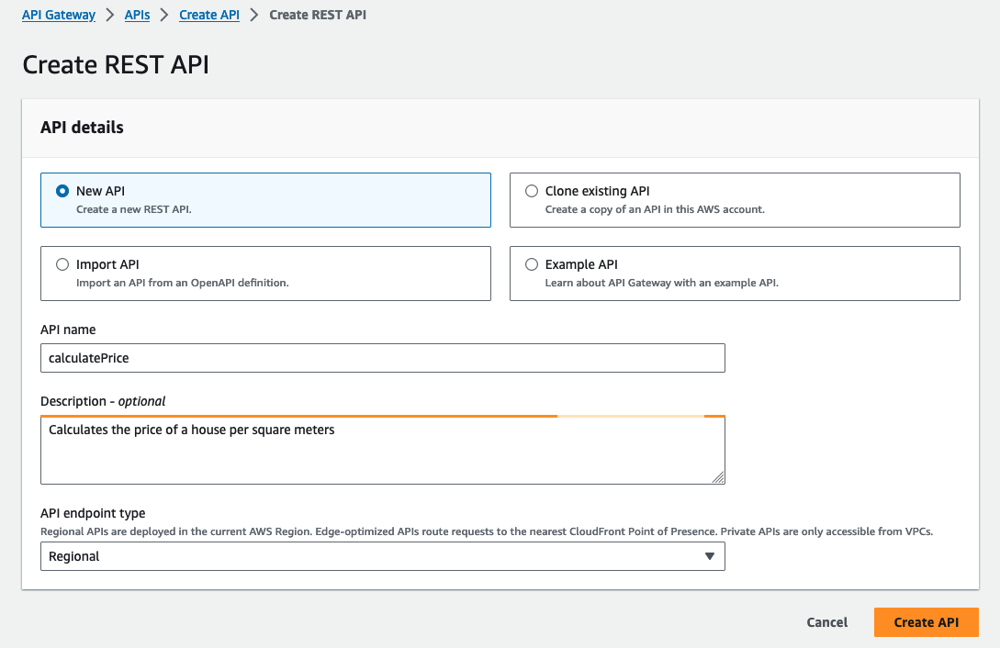 API Gateway > APIs > Create API > Create REST API
Create REST API
API details
New API
Create a new REST API.
Clone existing API
Create a copy of an API in this AWS account.
Import API
Import an API from an OpenAPI definition.
Example API
Learn about API Gateway with an example API.
API name
calculatePrice
Description - optional
Calculates the price of a house per square meters
API endpoint type
Regional APIs are deployed in the current AWS Region. Edge-optimized APIs route requests to the nearest CloudFront Point of Presence. Private APIs are only accessible from VPCs.
Regional
Cancel
Create API